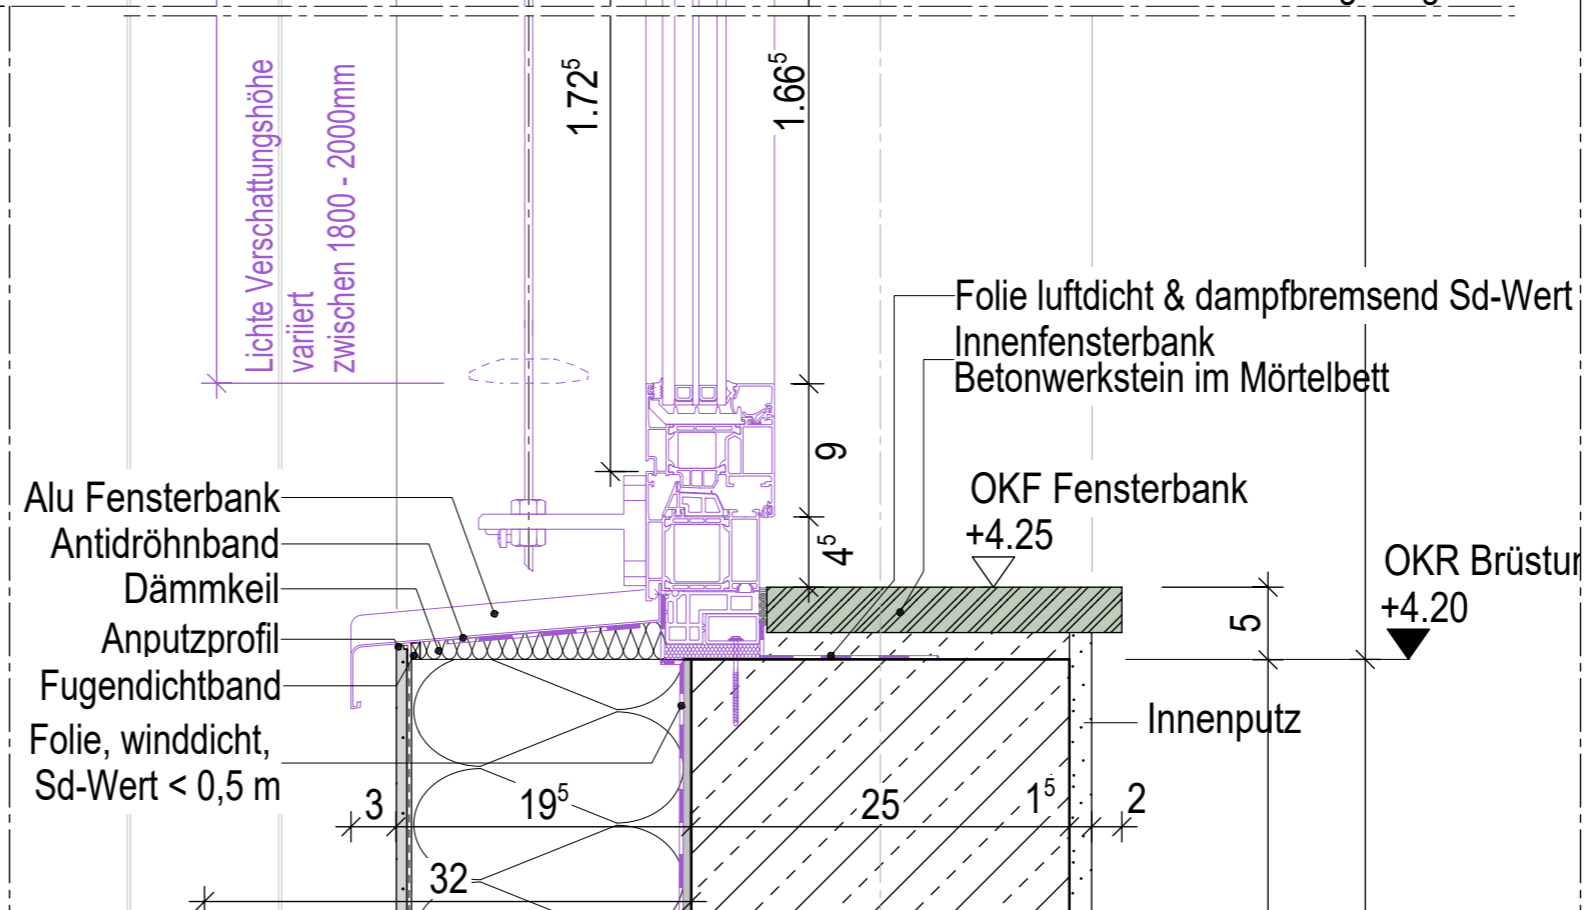 Lichte Verschattungshöhe
variiert
zwischen 1800 - 2000mm
1.72⁵
1.66⁵
Folie luftdicht & dampfbremsend Sd-Wert
Innenfensterbank
Betonwerkstein im Mörtelbett
9
4⁵
Alu Fensterbank
Antidröhnband
Dämmkeil
Anputzprofil
Fugendichtband
Folie, winddicht,
Sd-Wert < 0,5 m
OKF Fensterbank
+4.25
OKR
+4.20
5
Innenputz
3
19⁵
25
1⁵
2
32